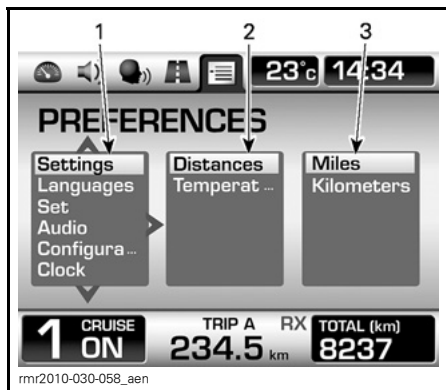 1 2 3
23°c 14:34
PREFERENCES
Settings Distances Miles
Languages Temperat ... Kilometers
Set
Audio
Configura ...
Clock
1 CRUISE ON TRIP A 234.5 km RX TOTAL (km) 8237
rmr2010-030-058_aen